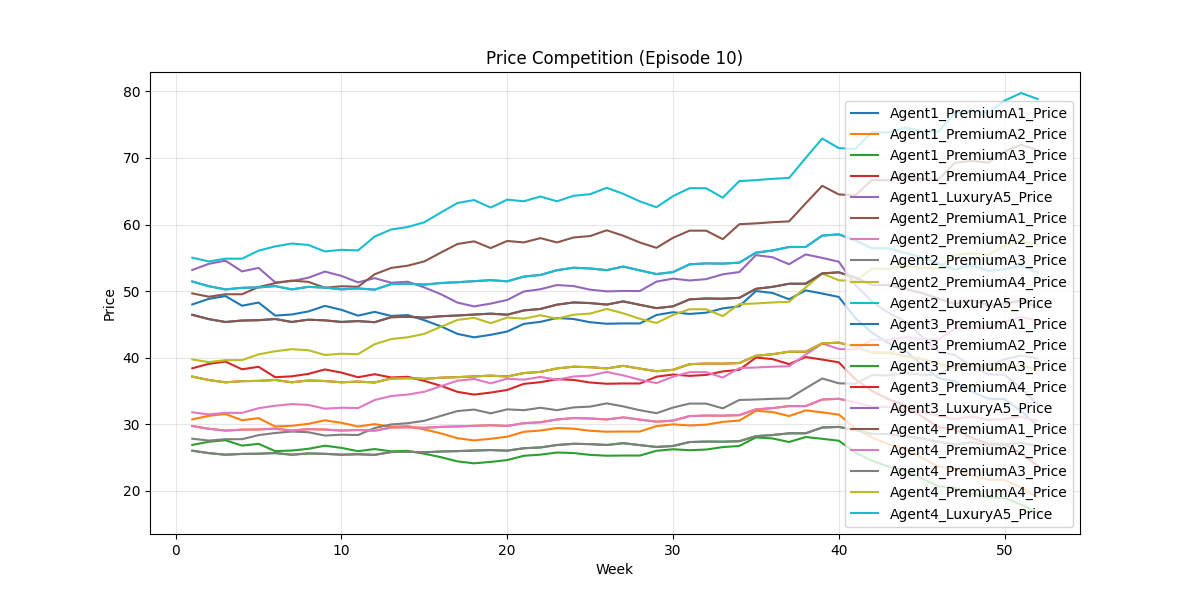 Price Competition (Episode 10)
Price
80
70
60
50
40
30
20
0
10
20
30
40
50
Week
Agent1_PremiumA1_Price
Agent1_PremiumA2_Price
Agent1_PremiumA3_Price
Agent1_PremiumA4_Price
Agent1_LuxuryA5_Price
Agent2_PremiumA1_Price
Agent2_PremiumA2_Price
Agent2_PremiumA3_Price
Agent2_PremiumA4_Price
Agent2_LuxuryA5_Price
Agent3_PremiumA1_Price
Agent3_PremiumA2_Price
Agent3_PremiumA3_Price
Agent3_PremiumA4_Price
Agent3_LuxuryA5_Price
Agent4_PremiumA1_Price
Agent4_PremiumA2_Price
Agent4_PremiumA3_Price
Agent4_PremiumA4_Price
Agent4_LuxuryA5_Price